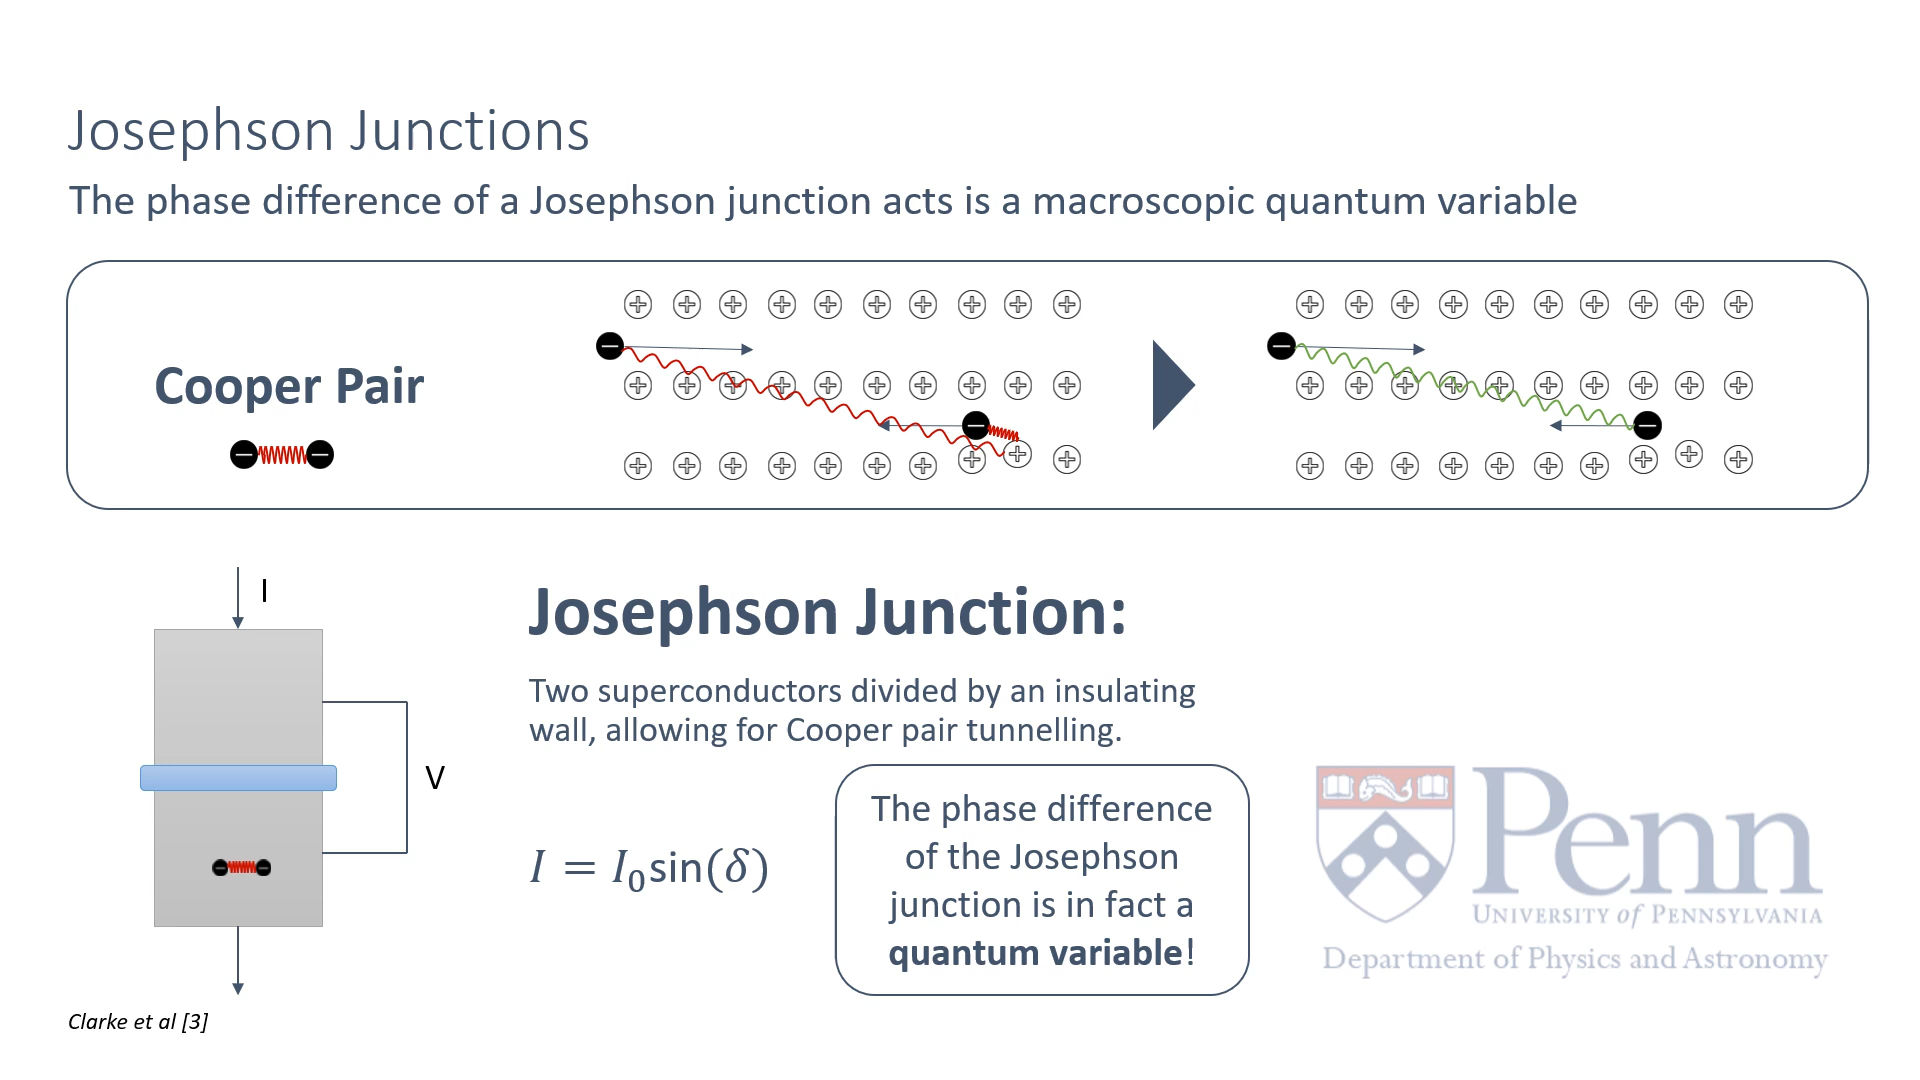 Josephson Junctions
The phase difference of a Josephson junction acts is a macroscopic quantum variable
Cooper Pair
I
V
Josephson Junction:
Two superconductors divided by an insulating
wall, allowing for Cooper pair tunnelling.
I = I₀sin(δ)
The phase difference
of the Josephson
junction is in fact a
quantum variable!
Penn
UNIVERSITY of PENNSYLVANIA
Department of Physics and Astronomy
Clarke et al [3]